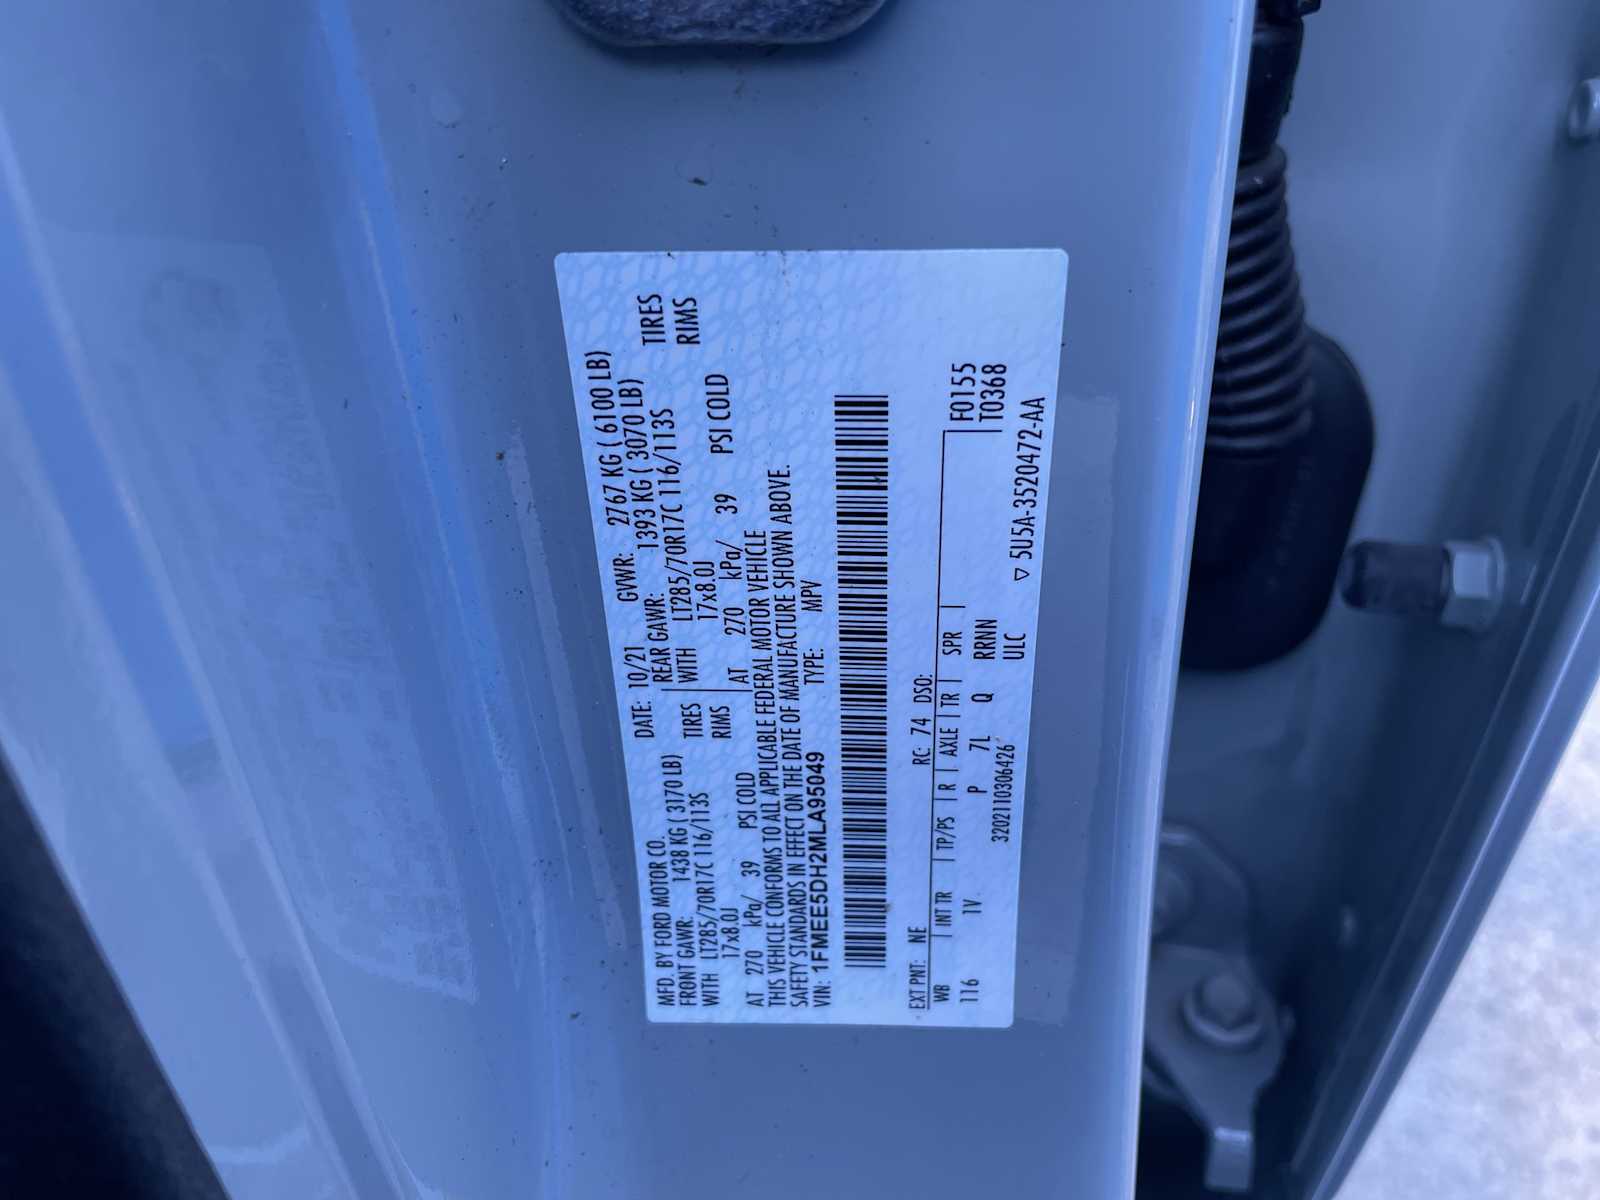 MFD. BY FORD MOTOR CO.
DATE: 10/21 GVWR: 2767 KG ( 6100 LB)
FRONT GAWR: 1438 KG ( 3170 LB) REAR GAWR: 1393 KG ( 3070 LB)
WITH LT285/70R17C 116/113S TIRES WITH LT285/70R17C 116/113S TIRES
17x8.0J RIMS 17x8.0J RIMS
AT 270 kPa/ 39 PSI COLD AT 270 kPa/ 39 PSI COLD
THIS VEHICLE CONFORMS TO ALL APPLICABLE FEDERAL MOTOR VEHICLE
SAFETY STANDARDS IN EFFECT ON THE DATE OF MANUFACTURE SHOWN ABOVE.
VIN: 1FMEE5DH2MLA95049 TYPE: MPV
EXT PNT: NE RC: 74 DSO:
WB INT TR TP/PS R AXLE TR SPR F0155
116 1V P 7L Q RRNN T0368
320211030642​6 ULC
▽ 5U5A-3520472-AA